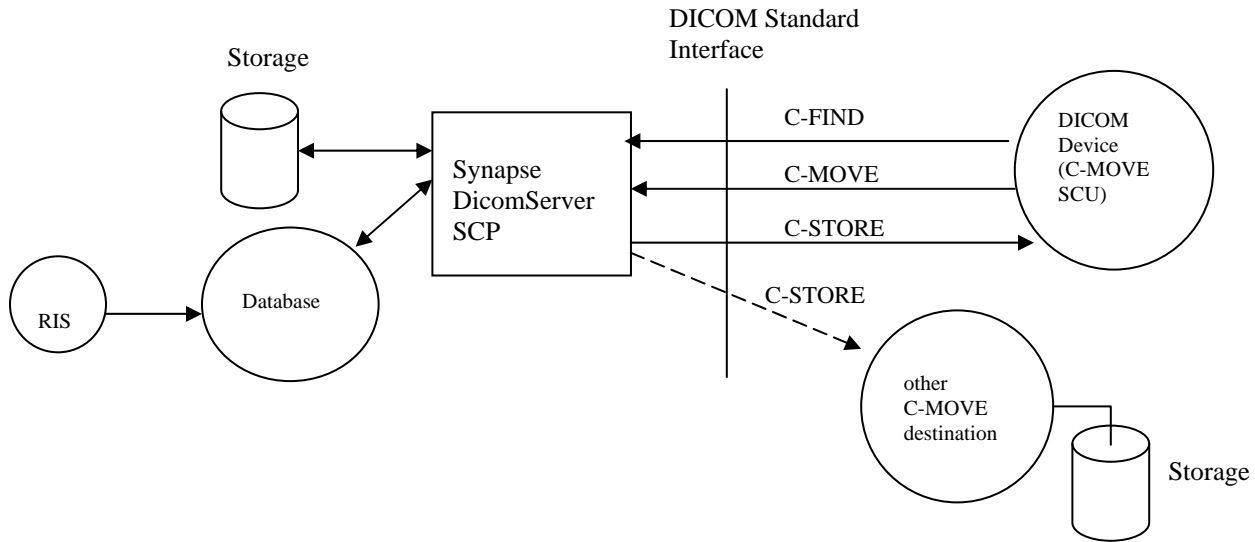 DICOM Standard
Interface
Storage
C-FIND
DICOM
Device
(C-MOVE
SCU)
Synapse
DicomServer
SCP
C-MOVE
C-STORE
C-STORE
Database
RIS
other
C-MOVE
destination
Storage